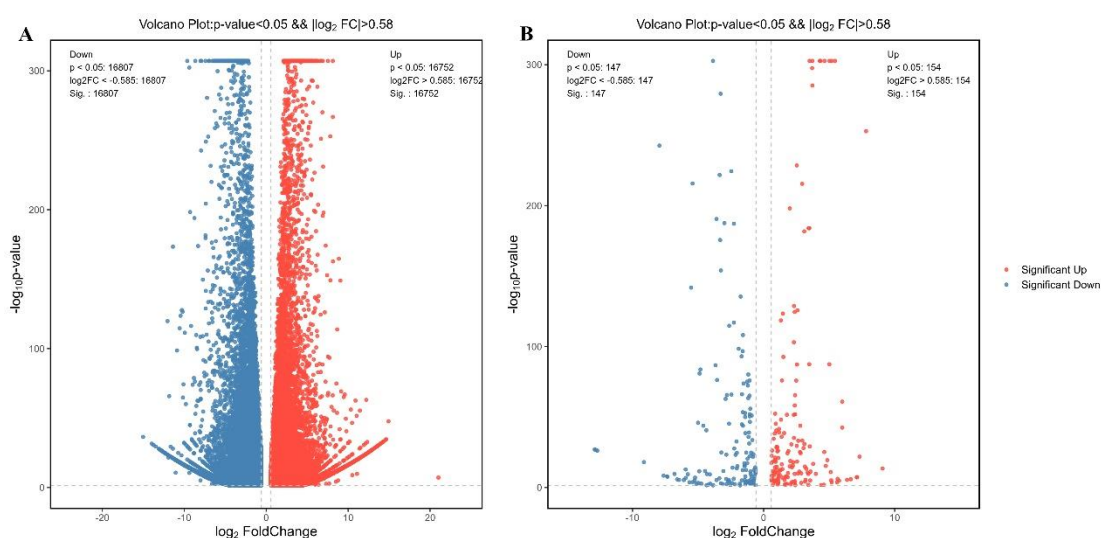 A
Volcano Plot:p-value<0.05 && |log₂ FC|>0.58
Down
p < 0.05: 16807
log2FC < -0.585: 16807
Sig. : 16807
Up
p < 0.05: 16752
log2FC > 0.585: 16752
Sig. : 16752
300
200
100
0
-log₁₀p-value
-20
-10
0
10
20
log₂ FoldChange
B
Volcano Plot:p-value<0.05 && |log₂ FC|>0.58
Down
p < 0.05: 147
log2FC < -0.585: 147
Sig. : 147
Up
p < 0.05: 154
log2FC > 0.585: 154
Sig. : 154
300
200
100
0
-log₁₀p-value
-10
0
10
log₂ FoldChange
Significant Up
Significant Down